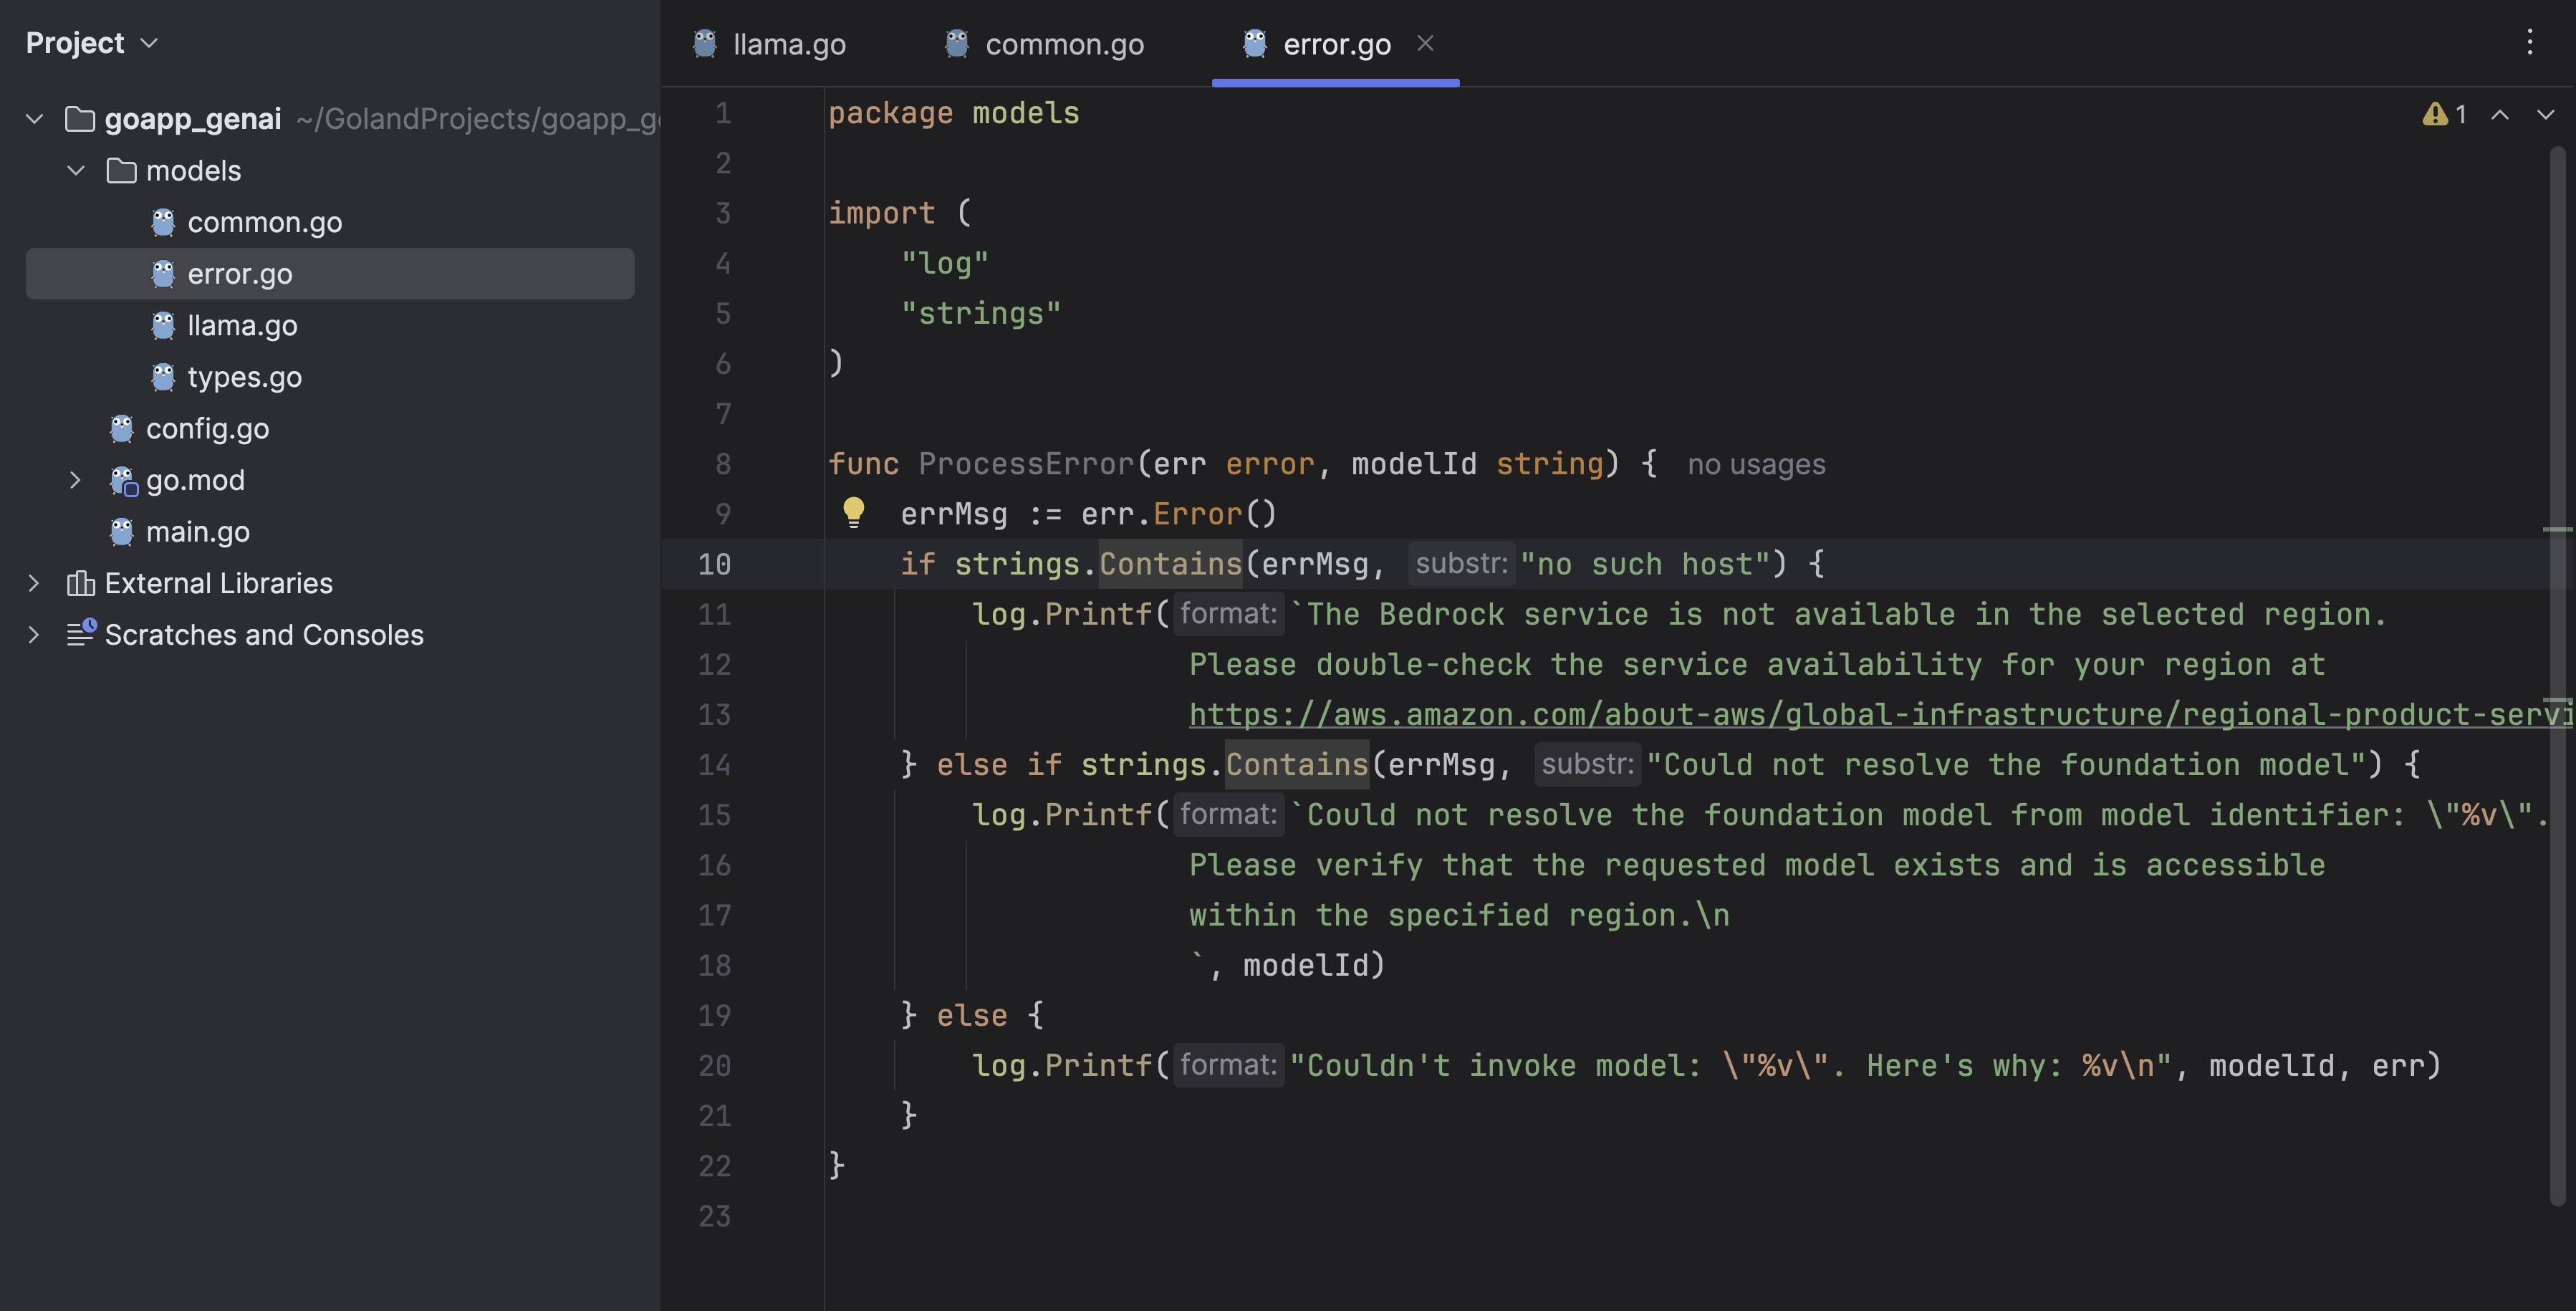 Project
goapp_genai ~/GolandProjects/goapp_g
models
common.go
error.go
llama.go
types.go
config.go
go.mod
main.go
External Libraries
Scratches and Consoles
llama.go common.go error.go
1 package models
1
2
3 import (
4 "log"
5 "strings"
6 )
7
8 func ProcessError(err error, modelId string) { no usages
9 errMsg := err.Error()
10 if strings.Contains(errMsg, substr: "no such host") {
11 log.Printf( format: `The Bedrock service is not available in the selected region.
12 Please double-check the service availability for your region at
13 https://aws.amazon.com/about-aws/global-infrastructure/regional-product-servi
14 } else if strings.Contains(errMsg, substr: "Could not resolve the foundation model") {
15 log.Printf( format: `Could not resolve the foundation model from model identifier: \"%v\".
16 Please verify that the requested model exists and is accessible
17 within the specified region.\n
18 `, modelId)
19 } else {
20 log.Printf( format: "Couldn't invoke model: \"%v\". Here's why: %v\n", modelId, err)
21 }
22 }
23